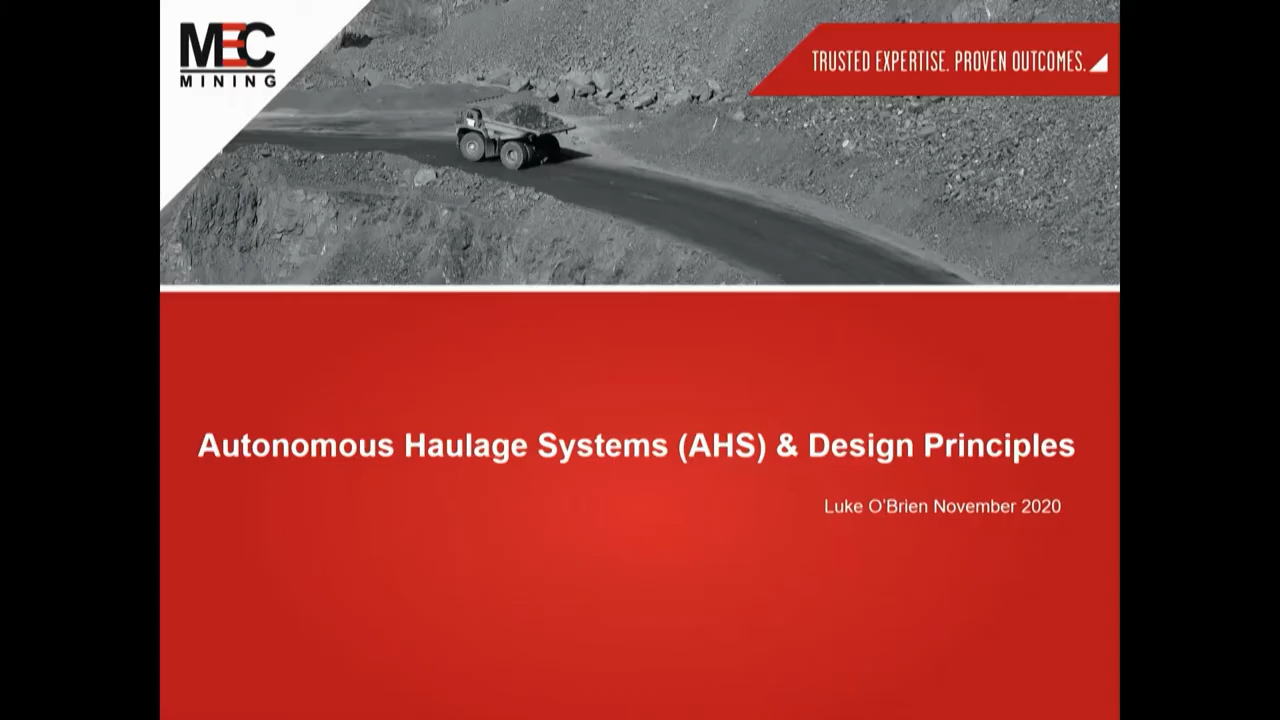 MEC
MINING
TRUSTED EXPERTISE. PROVEN OUTCOMES.
Autonomous Haulage Systems (AHS) & Design Principles
Luke O'Brien November 2020